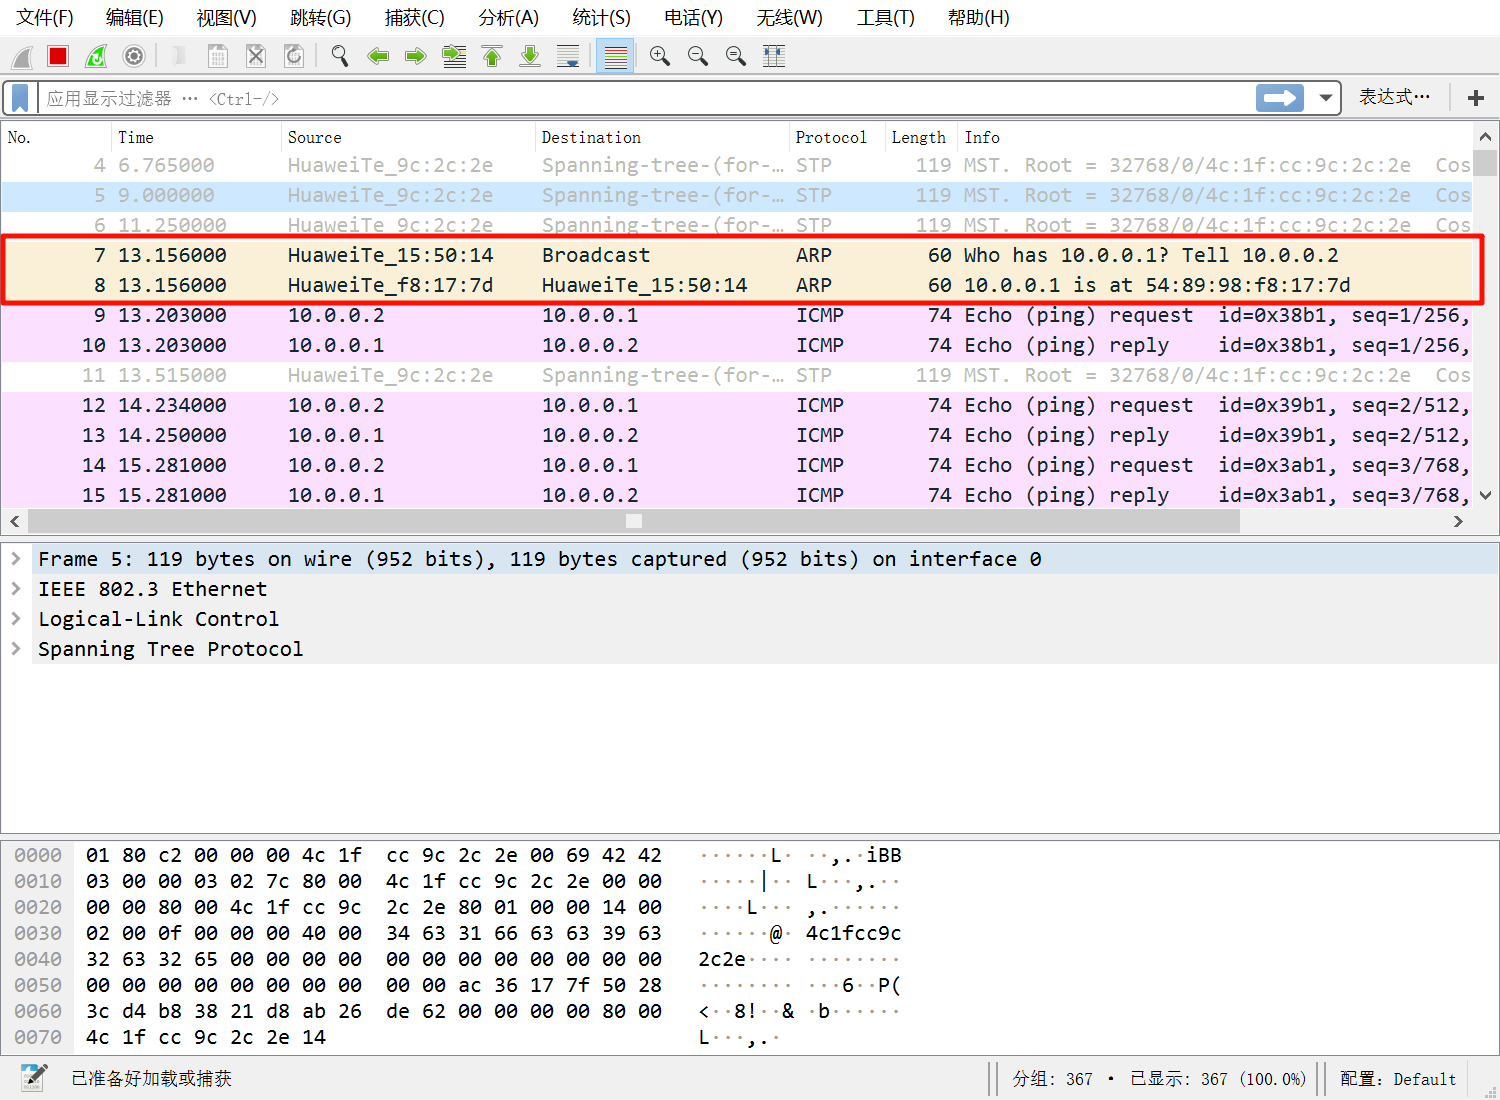 文件(F) 编辑(E) 视图(V) 跳转(G) 捕获(C) 分析(A) 统计(S) 电话(Y) 无线(W) 工具(T) 帮助(H)
应用显示过滤器 … <Ctrl-/> 表达式…
No. Time Source Destination Protocol Length Info
4 6.765000 HuaweiTe_9c:2c:2e Spanning-tree-(for-… STP 119 MST. Root = 32768/0/4c:1f:cc:9c:2c:2e Cos
5 9.000000 HuaweiTe_9c:2c:2e Spanning-tree-(for-… STP 119 MST. Root = 32768/0/4c:1f:cc:9c:2c:2e Cos
6 11.250000 HuaweiTe_9c:2c:2e Spanning-tree-(for-… STP 119 MST. Root = 32768/0/4c:1f:cc:9c:2c:2e Cos
7 13.156000 HuaweiTe_15:50:14 Broadcast ARP 60 Who has 10.0.0.1? Tell 10.0.0.2
8 13.156000 HuaweiTe_f8:17:7d HuaweiTe_15:50:14 ARP 60 10.0.0.1 is at 54:89:98:f8:17:7d
9 13.203000 10.0.0.2 10.0.0.1 ICMP 74 Echo (ping) request id=0x38b1, seq=1/256,
10 13.203000 10.0.0.1 10.0.0.2 ICMP 74 Echo (ping) reply id=0x38b1, seq=1/256,
11 13.515000 HuaweiTe_9c:2c:2e Spanning-tree-(for-… STP 119 MST. Root = 32768/0/4c:1f:cc:9c:2c:2e Cos
12 14.234000 10.0.0.2 10.0.0.1 ICMP 74 Echo (ping) request id=0x39b1, seq=2/512,
13 14.250000 10.0.0.1 10.0.0.2 ICMP 74 Echo (ping) reply id=0x39b1, seq=2/512,
14 15.281000 10.0.0.2 10.0.0.1 ICMP 74 Echo (ping) request id=0x3ab1, seq=3/768,
15 15.281000 10.0.0.1 10.0.0.2 ICMP 74 Echo (ping) reply id=0x3ab1, seq=3/768,
Frame 5: 119 bytes on wire (952 bits), 119 bytes captured (952 bits) on interface 0
IEEE 802.3 Ethernet
Logical-Link Control
Spanning Tree Protocol
0000 01 80 c2 00 00 00 4c 1f cc 9c 2c 2e 00 69 42 42 ······L· ··,.·iBB
0010 03 00 00 03 02 7c 80 00 4c 1f cc 9c 2c 2e 00 00 ·····|·· L···,.··
0020 00 00 80 00 4c 1f cc 9c 2c 2e 80 01 00 00 14 00 ····L··· ,.······
0030 02 00 0f 00 00 00 40 00 34 63 31 66 63 63 39 63 ······@· 4c1fcc9c
0040 32 63 32 65 00 00 00 00 00 00 00 00 00 00 00 00 2c2e···· ········
0050 00 00 00 00 00 00 00 00 00 00 ac 36 17 7f 50 28 ········ ···6··P(
0060 3c d4 b8 38 21 d8 ab 26 de 62 00 00 00 00 80 00 <··8!··& ·b······
0070 4c 1f cc 9c 2c 2e 14 L···,.·
已准备好加载或捕获 分组: 367 · 已显示: 367 (100.0%) 配置: Default